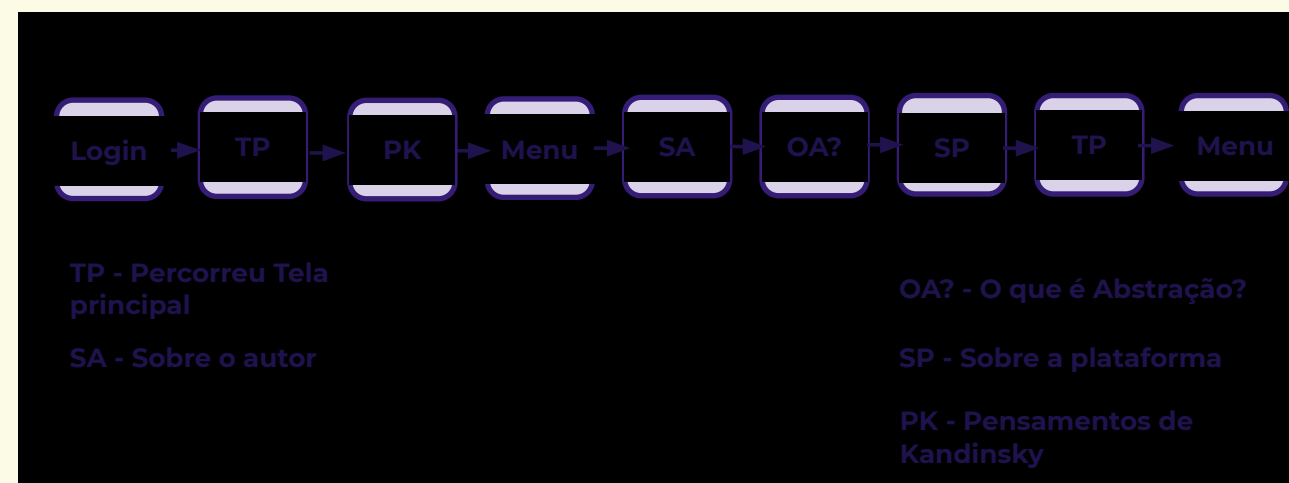 Login
TP
PK
Menu
SA
OA?
SP
TP
Menu
TP - Percorreu Tela
principal
SA - Sobre o autor
OA? - O que é Abstração?
SP - Sobre a plataforma
PK - Pensamentos de
Kandinsky